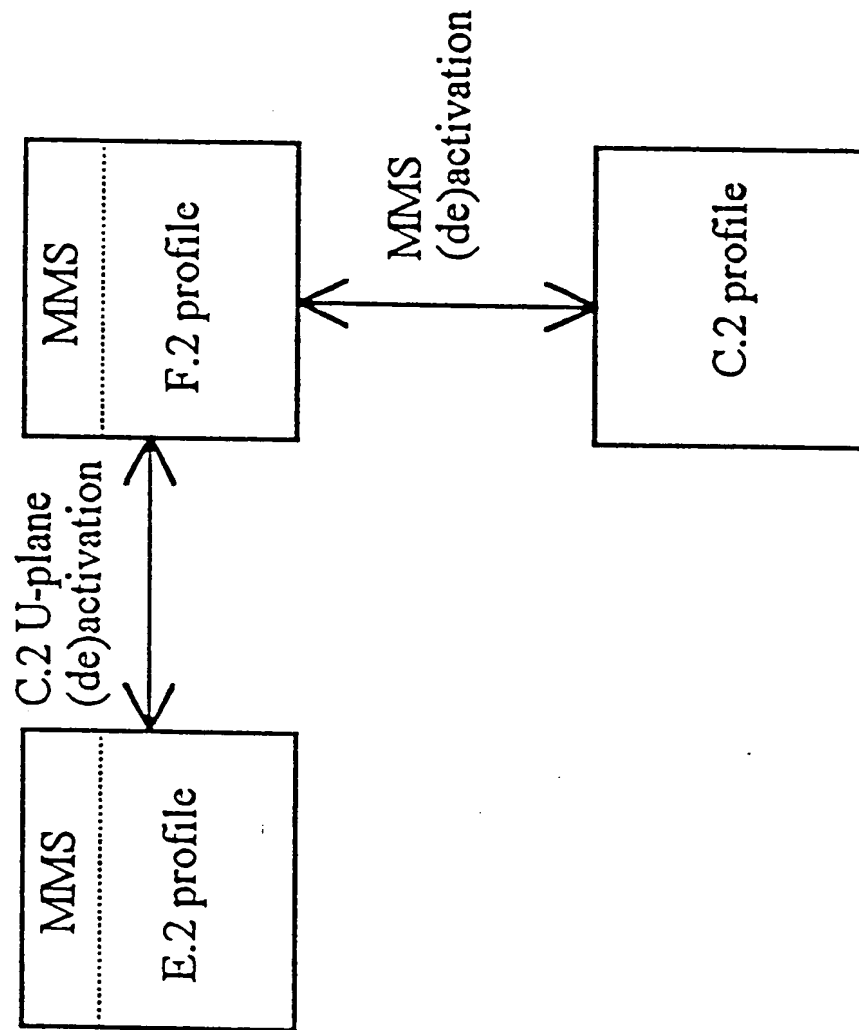 MMS
E.2 profile
C.2 U-plane
(de)activation
MMS
F.2 profile
MMS
(de)activation
C.2 profile